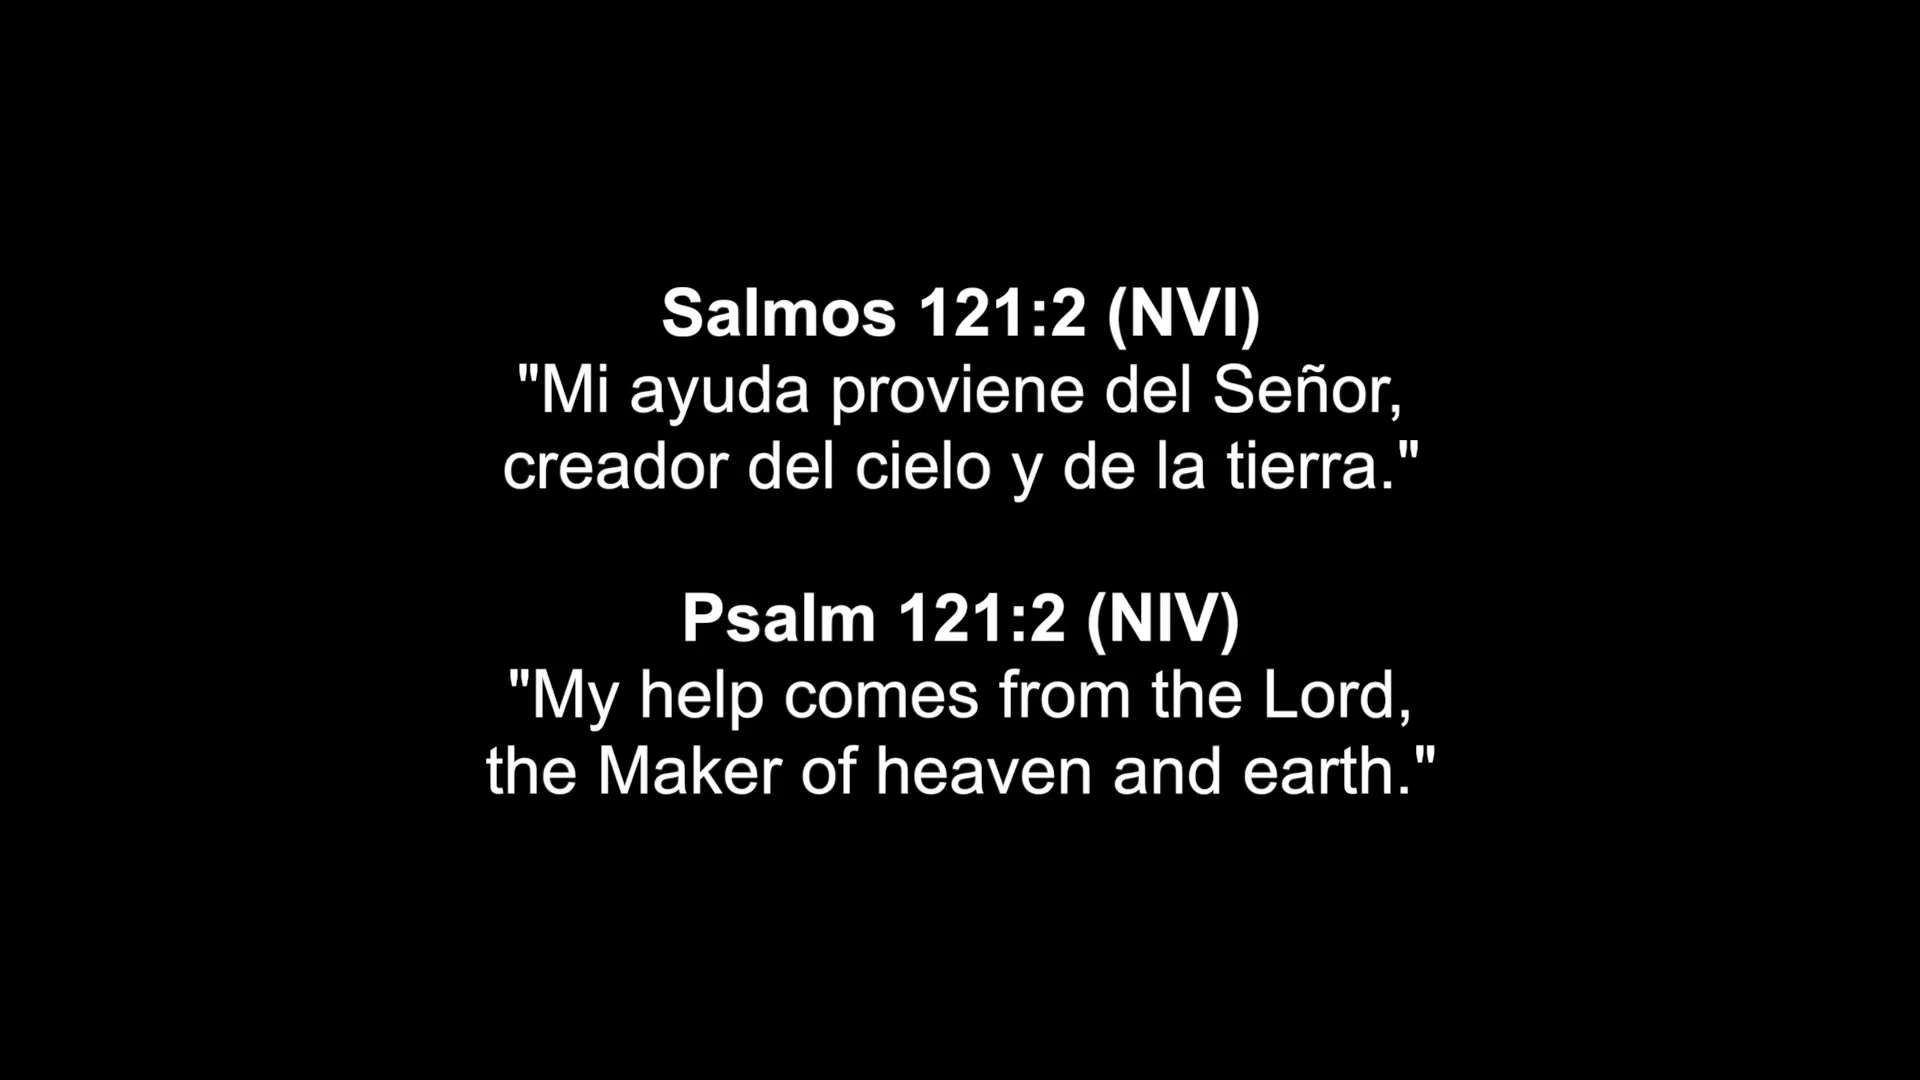 Salmos 121:2 (NVI)
"Mi ayuda proviene del Señor,
creador del cielo y de la tierra."
Psalm 121:2 (NIV)
"My help comes from the Lord,
the Maker of heaven and earth."